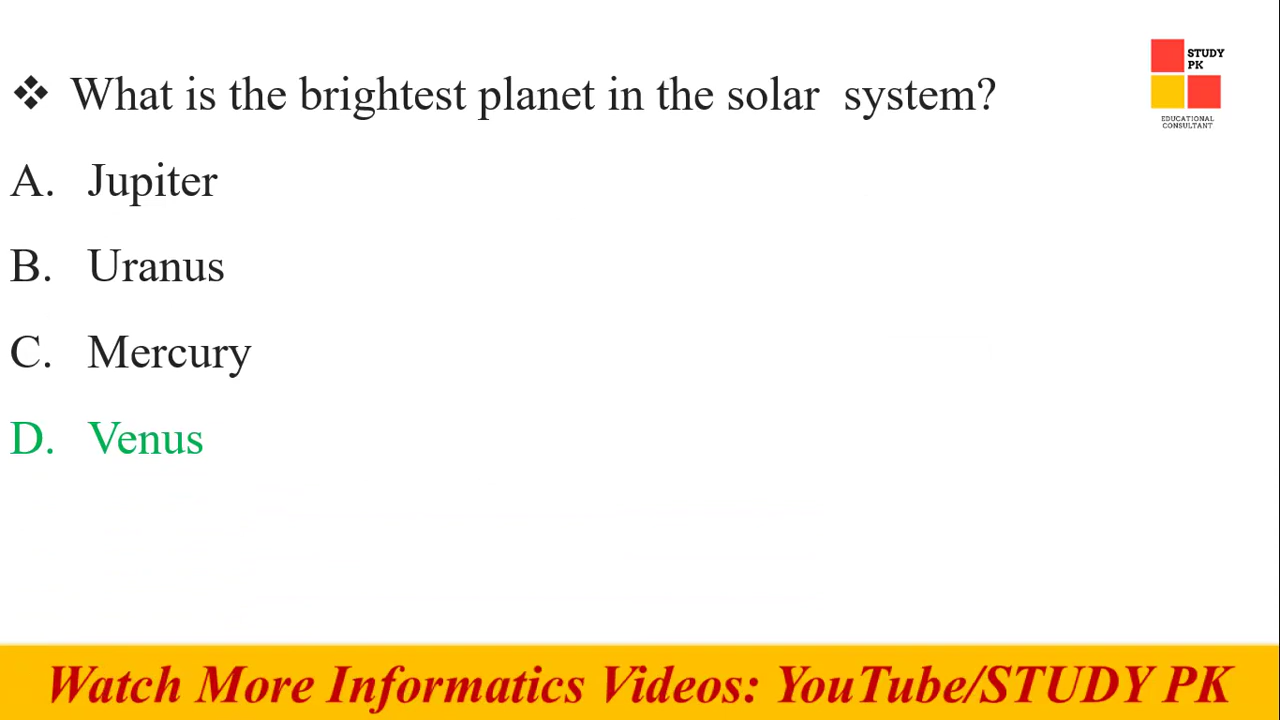 ❖ What is the brightest planet in the solar  system?
STUDY
PK
EDUCATIONAL
CONSULTANT
A. Jupiter
B. Uranus
C. Mercury
D. Venus
Watch More Informatics Videos: YouTube/STUDY PK